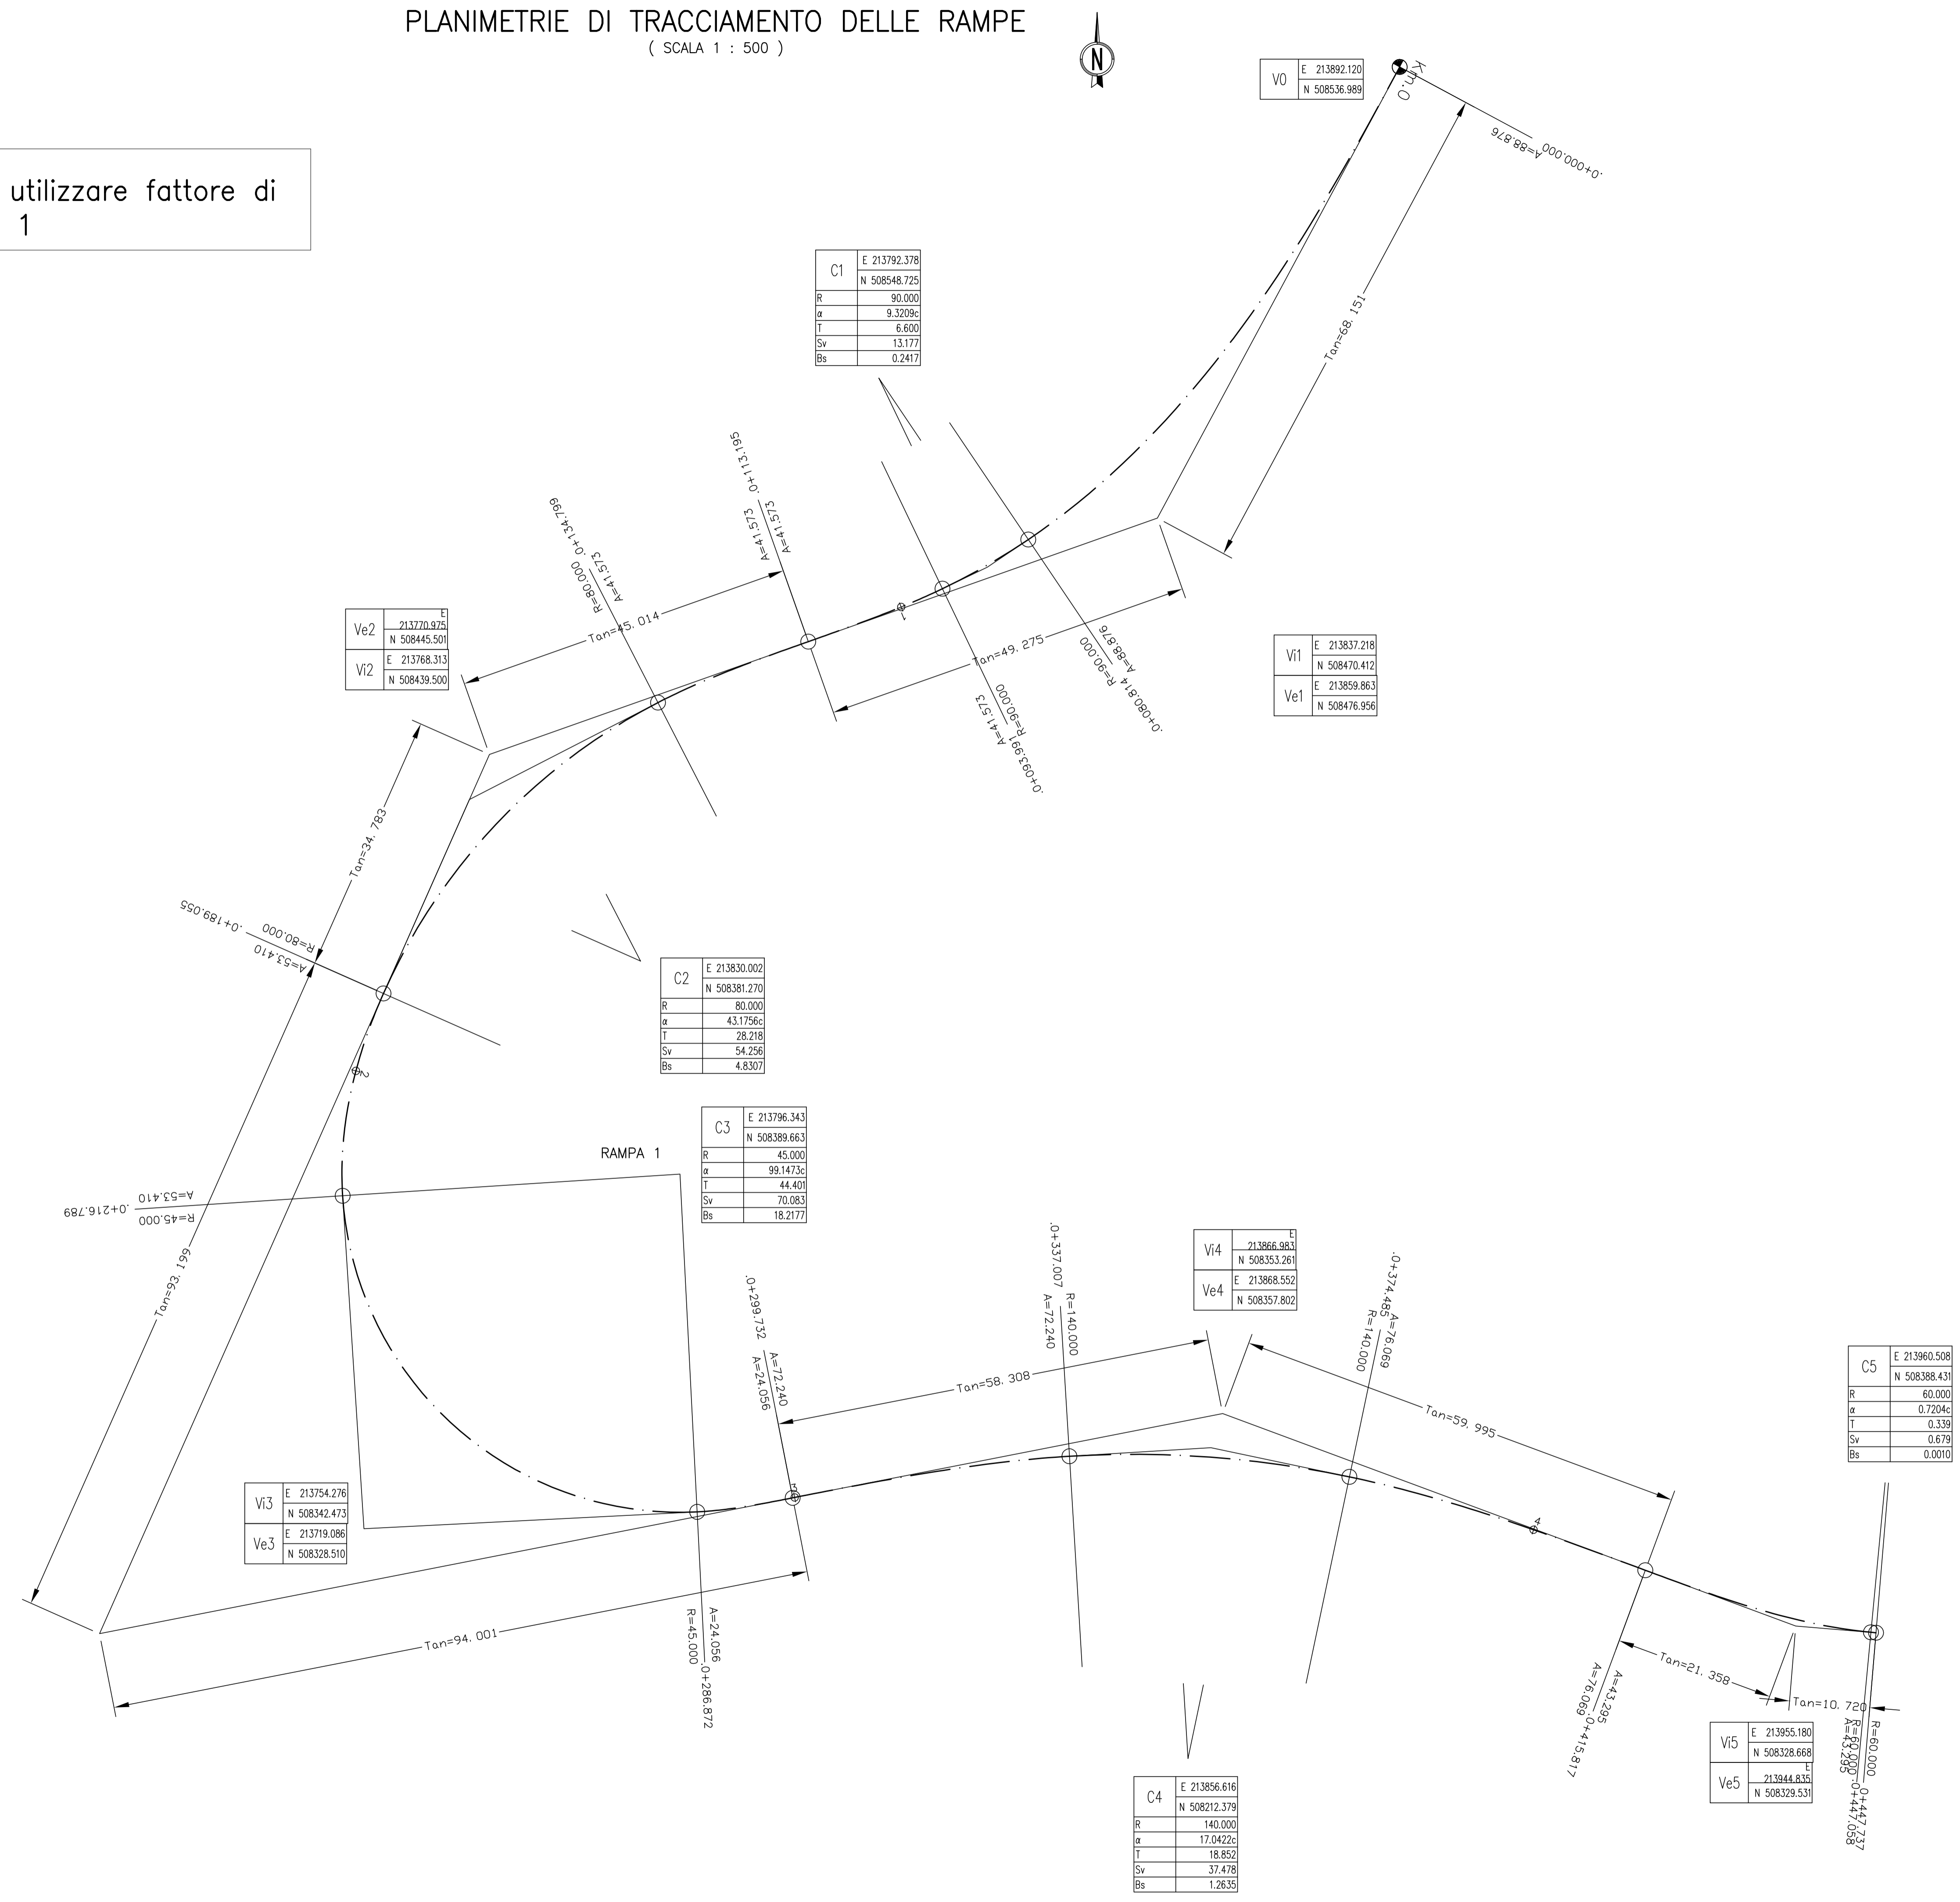 PLANIMETRIE DI TRACCIAMENTO DELLE RAMPE
( SCALA 1 : 500 )
N
utilizzare fattore di
1
V0
E 213892.120
N 508536.989
Km.0
.0+000.000
A=88.876
Tan=68.151
C1
E 213792.378
N 508548.725
R 90.000
α 9.3209c
T 6.600
Sv 13.177
Bs 0.2417
.0+113.195
A=41.573
A=41.573
.0+134.799
A=41.573
R=80.000
Tan=45.014
Tan=49.275
1
A=88.876
R=90.000
.0+080.814
R=90.000
A=41.573
.0+093.991
Ve2
E
213770.975
N 508445.501
Vi2
E 213768.313
N 508439.500
Vi1
E 213837.218
N 508470.412
Ve1
E 213859.863
N 508476.956
Tan=34.783
.0+189.055
R=80.000
A=53.410
2
C2
E 213830.002
N 508381.270
R 80.000
α 43.1756c
T 28.218
Sv 54.256
Bs 4.8307
RAMPA 1
C3
E 213796.343
N 508389.663
R 45.000
α 99.1473c
T 44.401
Sv 70.083
Bs 18.2177
.0+216.789
A=53.410
R=45.000
Tan=93.199
.0+299.732
A=72.240
A=24.056
.0+337.007
R=140.000
A=72.240
Vi4
E
213866.983
N 508353.261
Ve4
E 213868.552
N 508357.802
.0+374.485
A=76.069
R=140.000
Tan=58.308
Tan=59.995
C5
E 213960.508
N 508388.431
R 60.000
α 0.7204c
T 0.339
Sv 0.679
Bs 0.0010
Vi3
E 213754.276
N 508342.473
Ve3
E 213719.086
N 508328.510
3
4
Tan=94.001
A=24.056
R=45.000
.0+286.872
A=43.295
A=76.069
.0+415.817
Tan=21.358
Tan=10.720
Vi5
E 213955.180
N 508328.668
Ve5
E
213944.835
N 508329.531
R=60.000
.0+447.737
R=60.000
A=43.295
.0+447.058
C4
E 213856.616
N 508212.379
R 140.000
α 17.0422c
T 18.852
Sv 37.478
Bs 1.2635